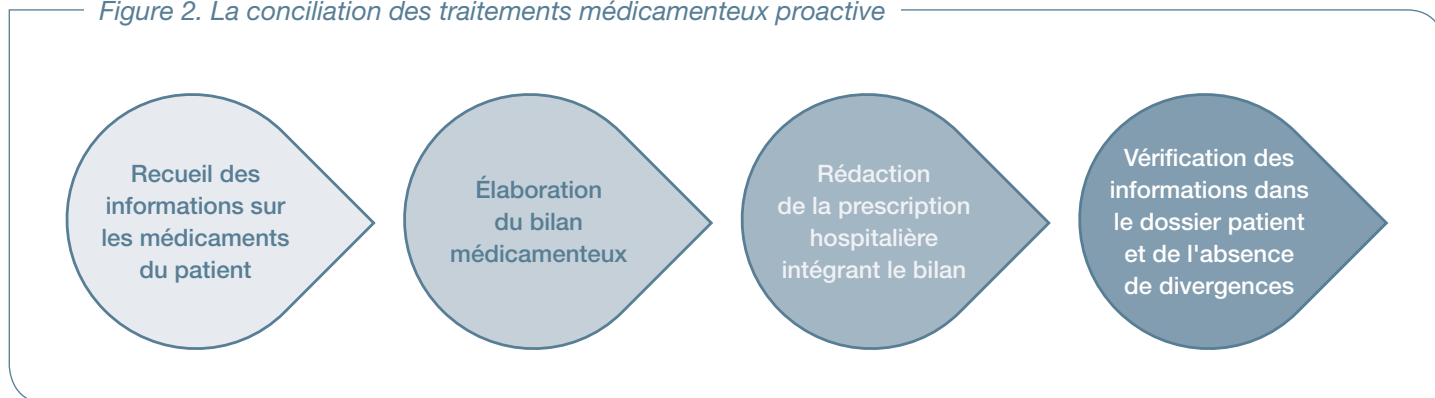 Figure 2. La conciliation des traitements médicamenteux proactive
Recueil des
informations sur
les médicaments
du patient
Élaboration
du bilan
médicamenteux
Rédaction
de la prescription
hospitalière
intégrant le bilan
Vérification des
informations dans
le dossier patient
et de l'absence
de divergences